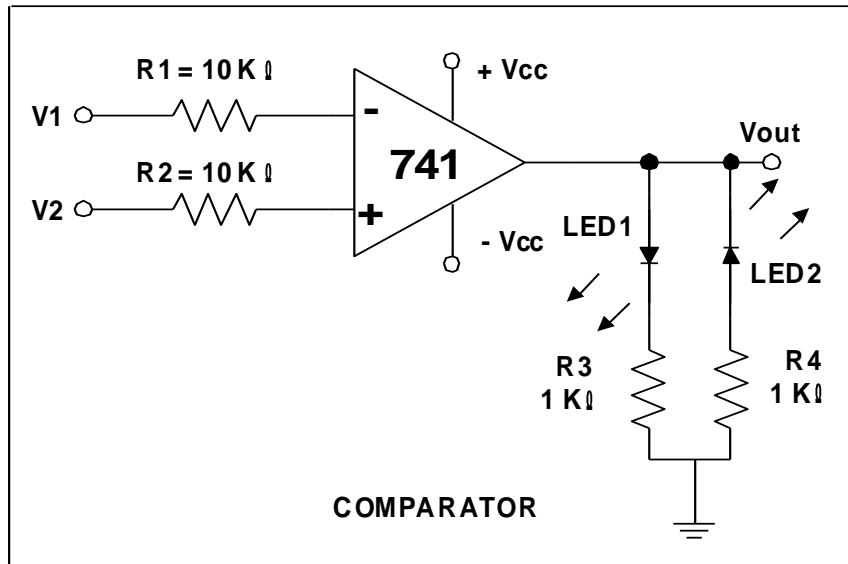 R1 = 10 K Ω
+ Vcc
V1
-
Vout
R2 = 10 K Ω
741
V2
+
LED1
- Vcc
LED2
R3
1 K Ω
R4
1 K Ω
COMPARATOR